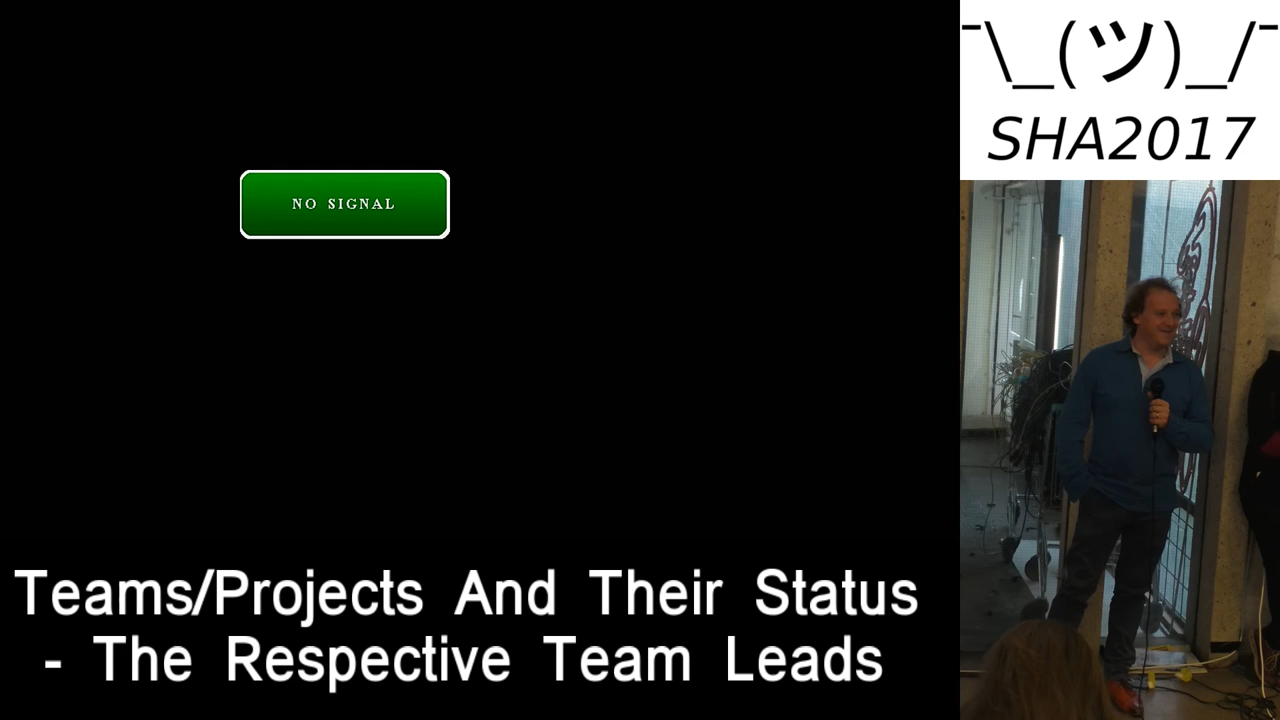 ¯\_(ツ)_/¯
SHA2017
NO SIGNAL
Teams/Projects And Their Status
- The Respective Team Leads